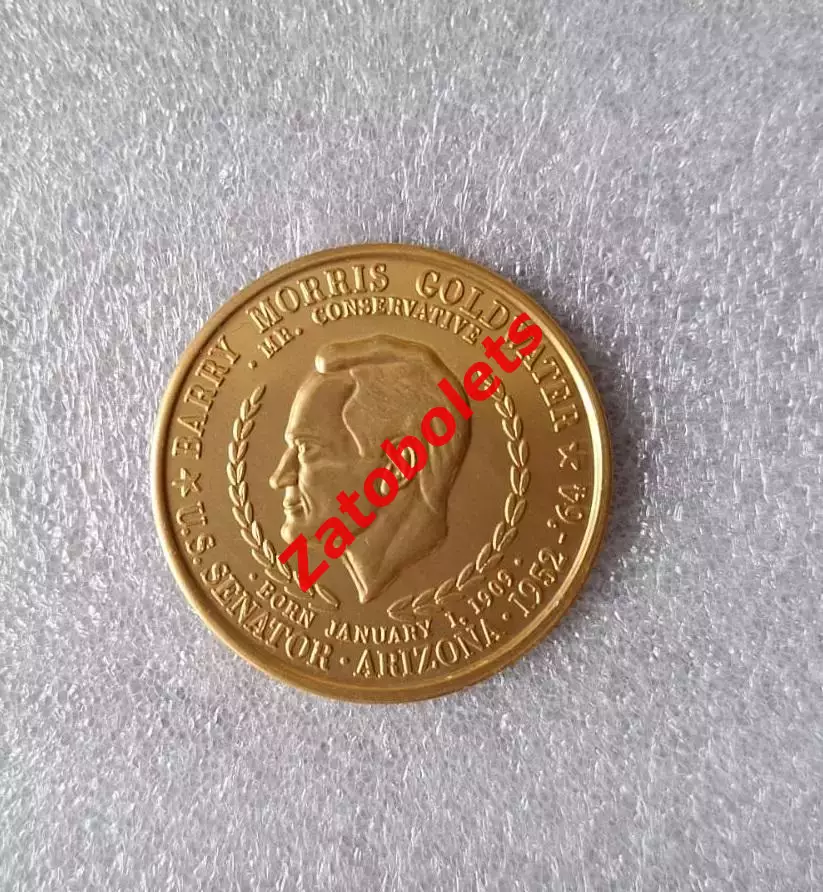 ★ BARRY MORRIS GOLDWATER ★
· MR. CONSERVATIVE ·
Zatobolets
· BORN JANUARY 1, 1909 ·
U.S. SENATOR · ARIZONA · 1952-'64